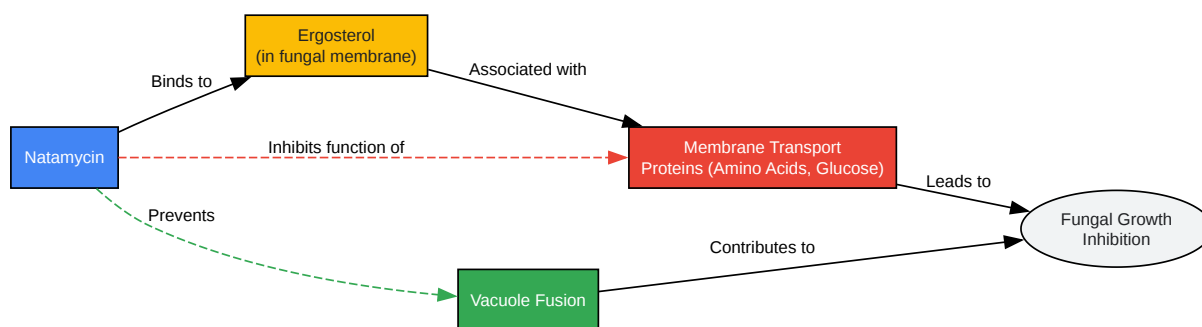 Ergosterol
(in fungal membrane)
Binds to
Associated with
Natamycin
Inhibits function of
Membrane Transport
Proteins (Amino Acids, Glucose)
Leads to
Prevents
Fungal Growth
Inhibition
Contributes to
Vacuole Fusion